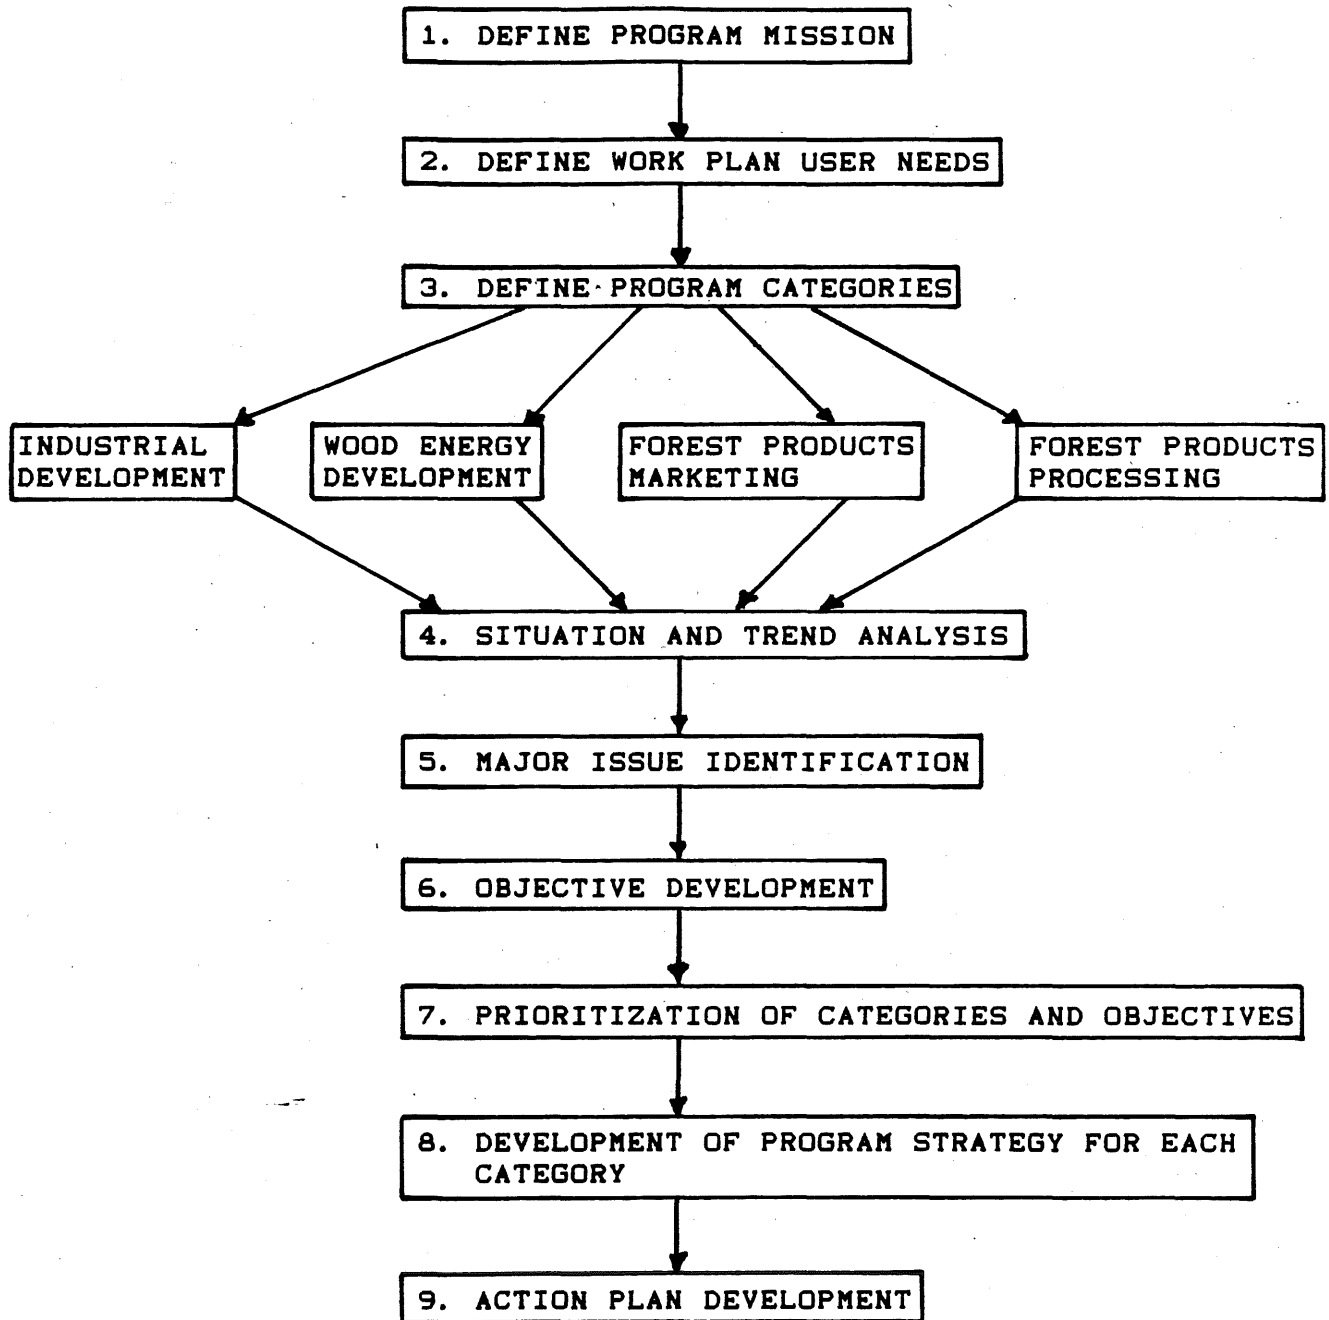 1. DEFINE PROGRAM MISSION
2. DEFINE WORK PLAN USER NEEDS
3. DEFINE PROGRAM CATEGORIES
INDUSTRIAL
DEVELOPMENT
WOOD ENERGY
DEVELOPMENT
FOREST PRODUCTS
MARKETING
FOREST PRODUCTS
PROCESSING
4. SITUATION AND TREND ANALYSIS
5. MAJOR ISSUE IDENTIFICATION
6. OBJECTIVE DEVELOPMENT
7. PRIORITIZATION OF CATEGORIES AND OBJECTIVES
8. DEVELOPMENT OF PROGRAM STRATEGY FOR EACH
CATEGORY
9. ACTION PLAN DEVELOPMENT